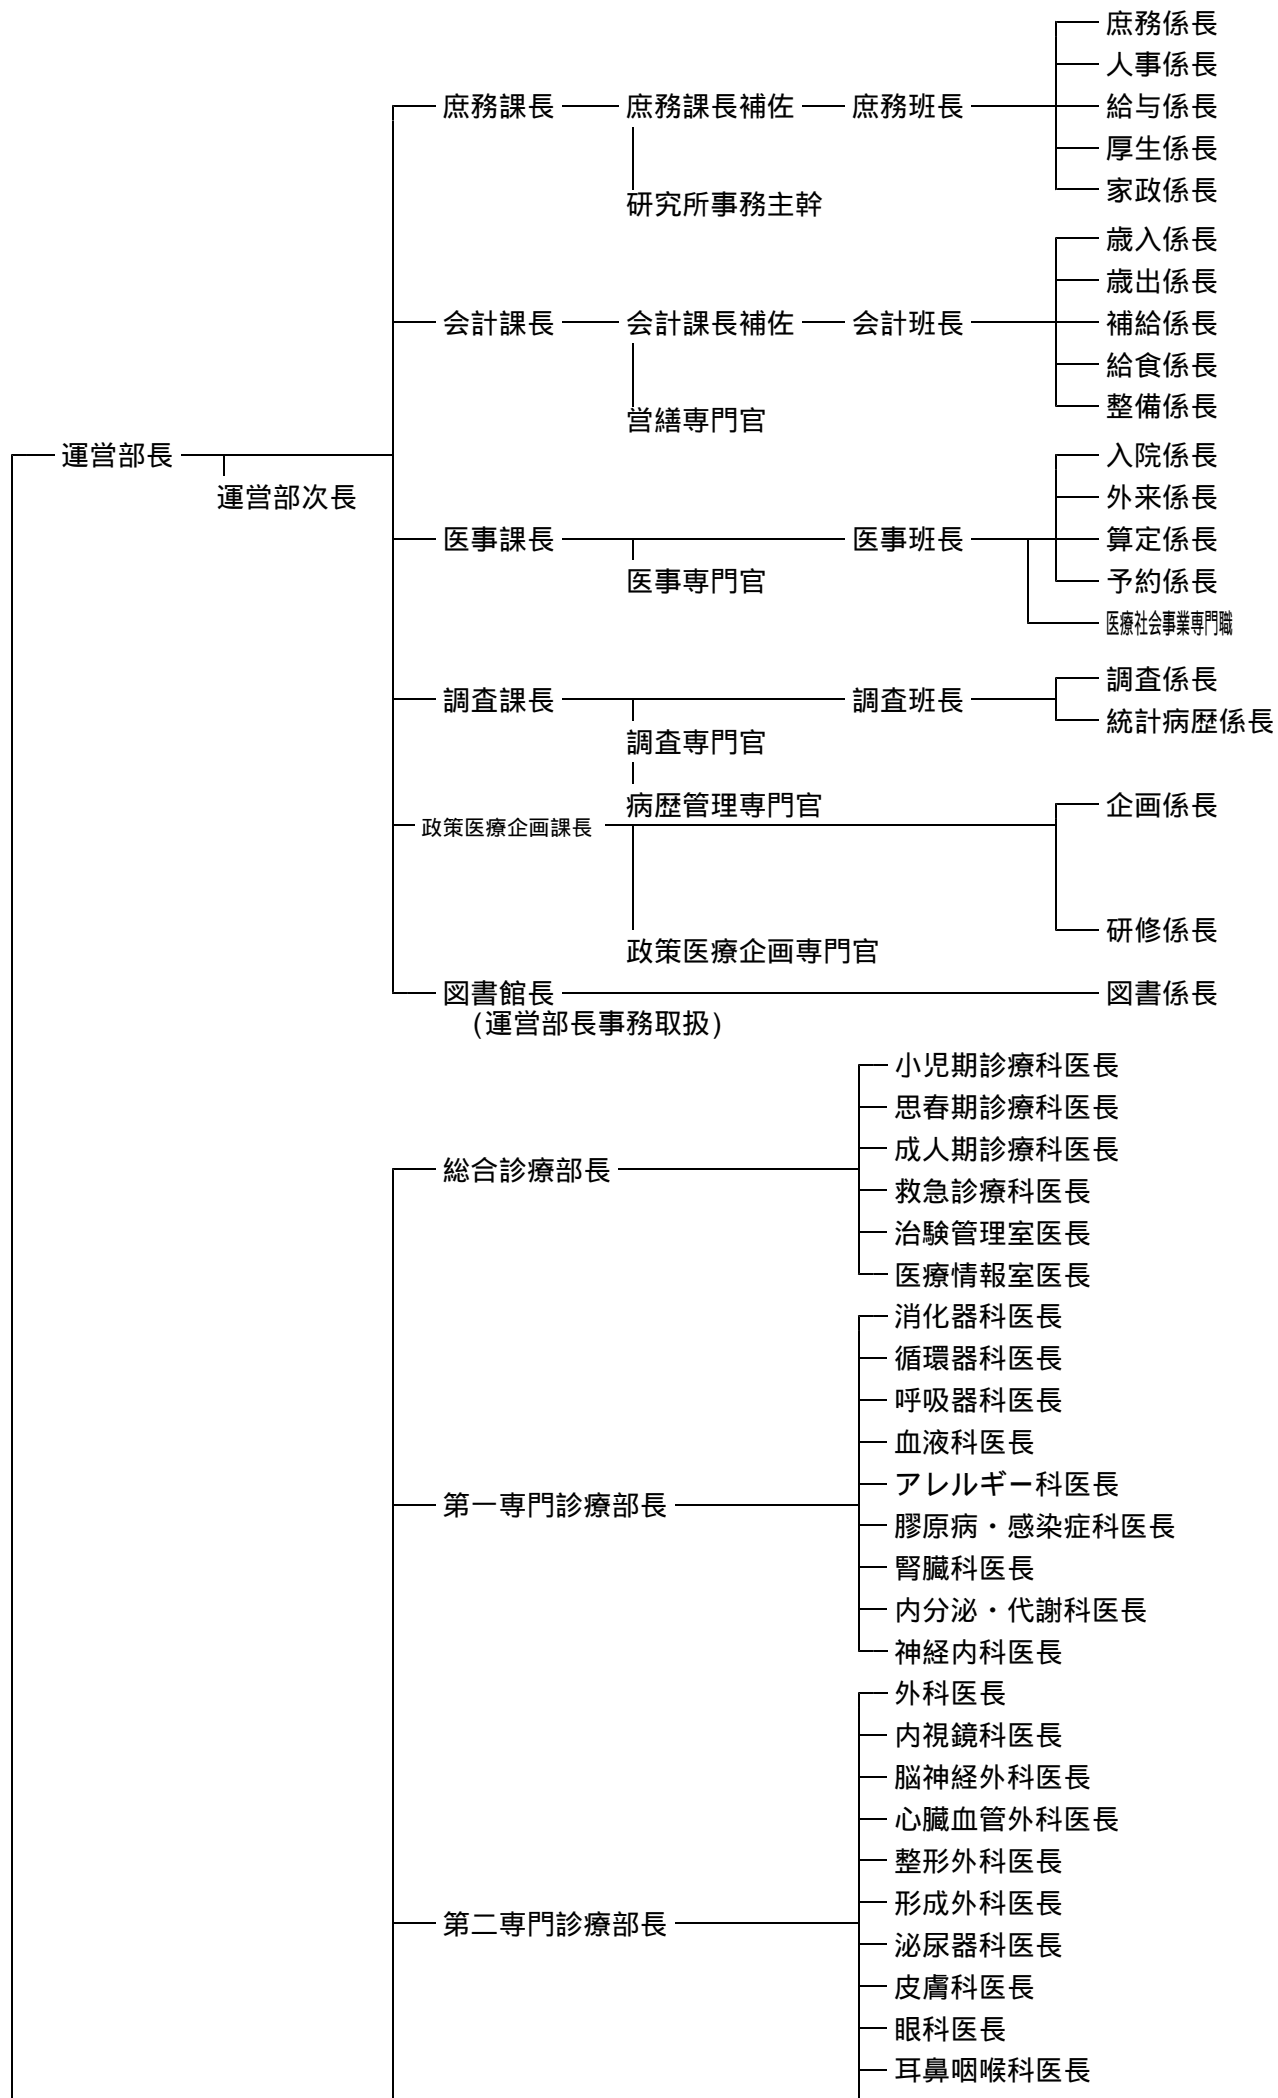 庶務係長
人事係長
庶務課長 庶務課長補佐 庶務班長 給与係長
厚生係長
家政係長
研究所事務主幹
歳入係長
歳出係長
会計課長 会計課長補佐 会計班長 補給係長
給食係長
整備係長
営繕専門官
運営部長 入院係長
運営部次長 外来係長
医事課長 医事班長 算定係長
医事専門官 予約係長
医療社会事業専門職
調査係長
調査課長 調査班長
統計病歴係長
調査専門官
病歴管理専門官 企画係長
政策医療企画課長
研修係長
政策医療企画専門官
図書館長 図書係長
(運営部長事務取扱)
小児期診療科医長
思春期診療科医長
成人期診療科医長
総合診療部長
救急診療科医長
治験管理室医長
医療情報室医長
消化器科医長
循環器科医長
呼吸器科医長
血液科医長
アレルギー科医長
第一専門診療部長
膠原病・感染症科医長
腎臓科医長
内分泌・代謝科医長
神経内科医長
外科医長
内視鏡科医長
脳神経外科医長
心臓血管外科医長
整形外科医長
形成外科医長
第二専門診療部長
泌尿器科医長
皮膚科医長
眼科医長
耳鼻咽喉科医長